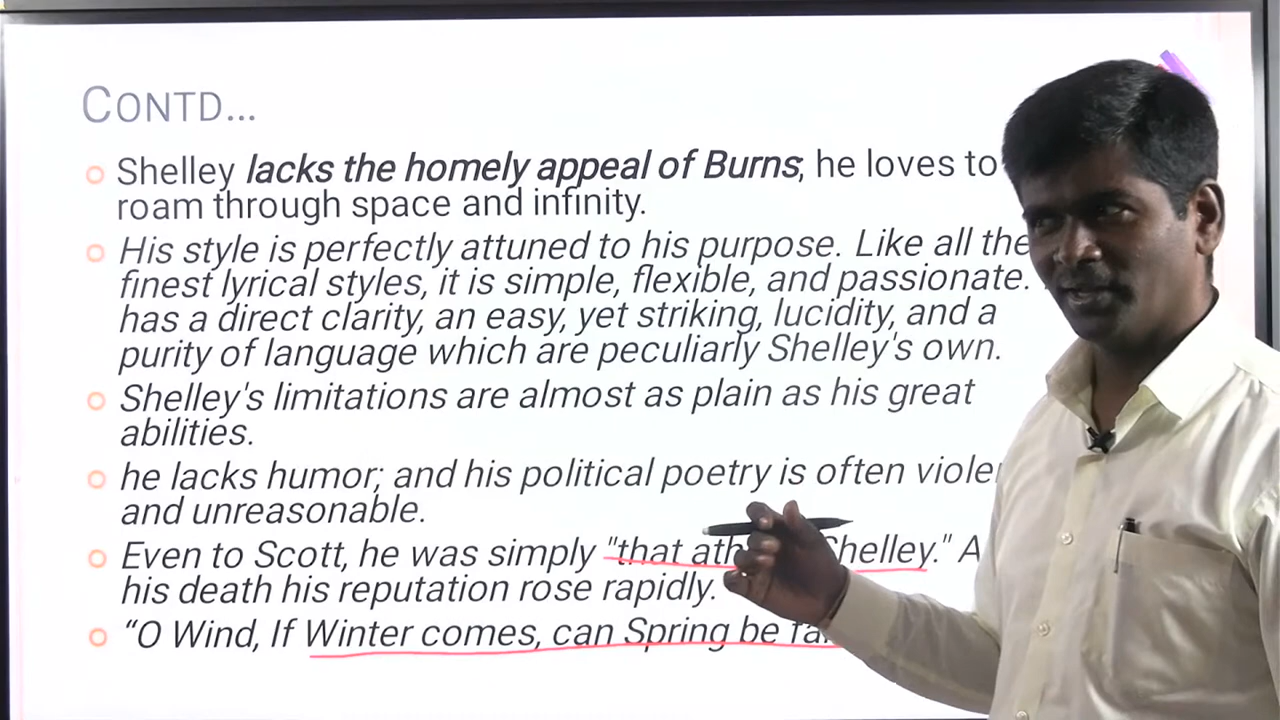 CONTD...
Shelley lacks the homely appeal of Burns; he loves to
roam through space and infinity.
His style is perfectly attuned to his purpose. Like all the
finest lyrical styles, it is simple, flexible, and passionate.
has a direct clarity, an easy, yet striking, lucidity, and a
purity of language which are peculiarly Shelley's own.
Shelley's limitations are almost as plain as his great
abilities.
he lacks humor; and his political poetry is often
and unreasonable.
Even to Scott, he was simply "that Shelley."
his death his reputation rose rapidly.
“O Wind, If Winter comes, can Spring be